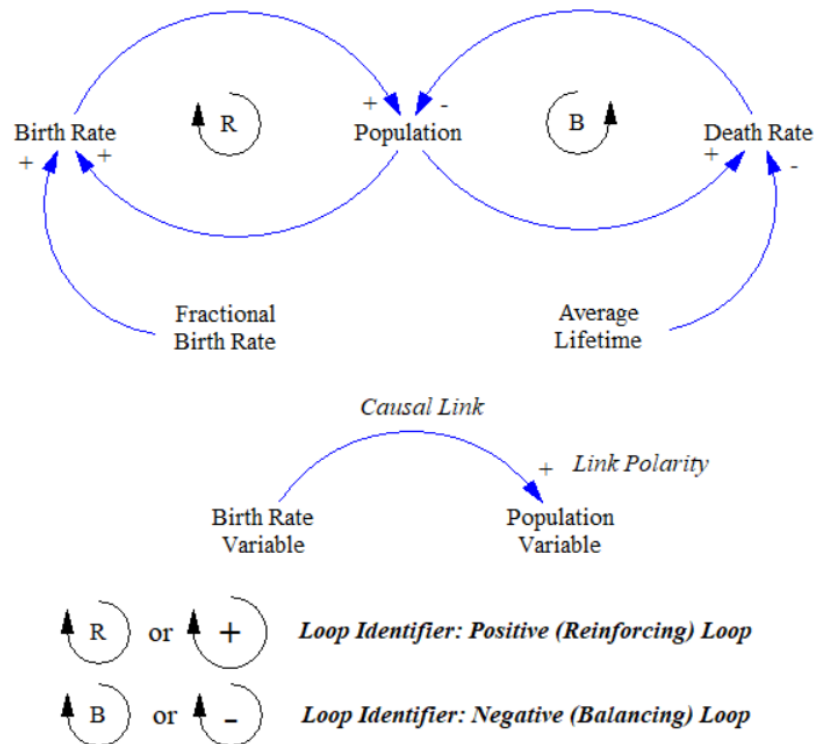 R
B
+ -
Birth Rate
Population
Death Rate
+ +
+ -
Fractional
Birth Rate
Average
Lifetime
Causal Link
+ Link Polarity
Birth Rate
Variable
Population
Variable
R or + Loop Identifier: Positive (Reinforcing) Loop
B or - Loop Identifier: Negative (Balancing) Loop